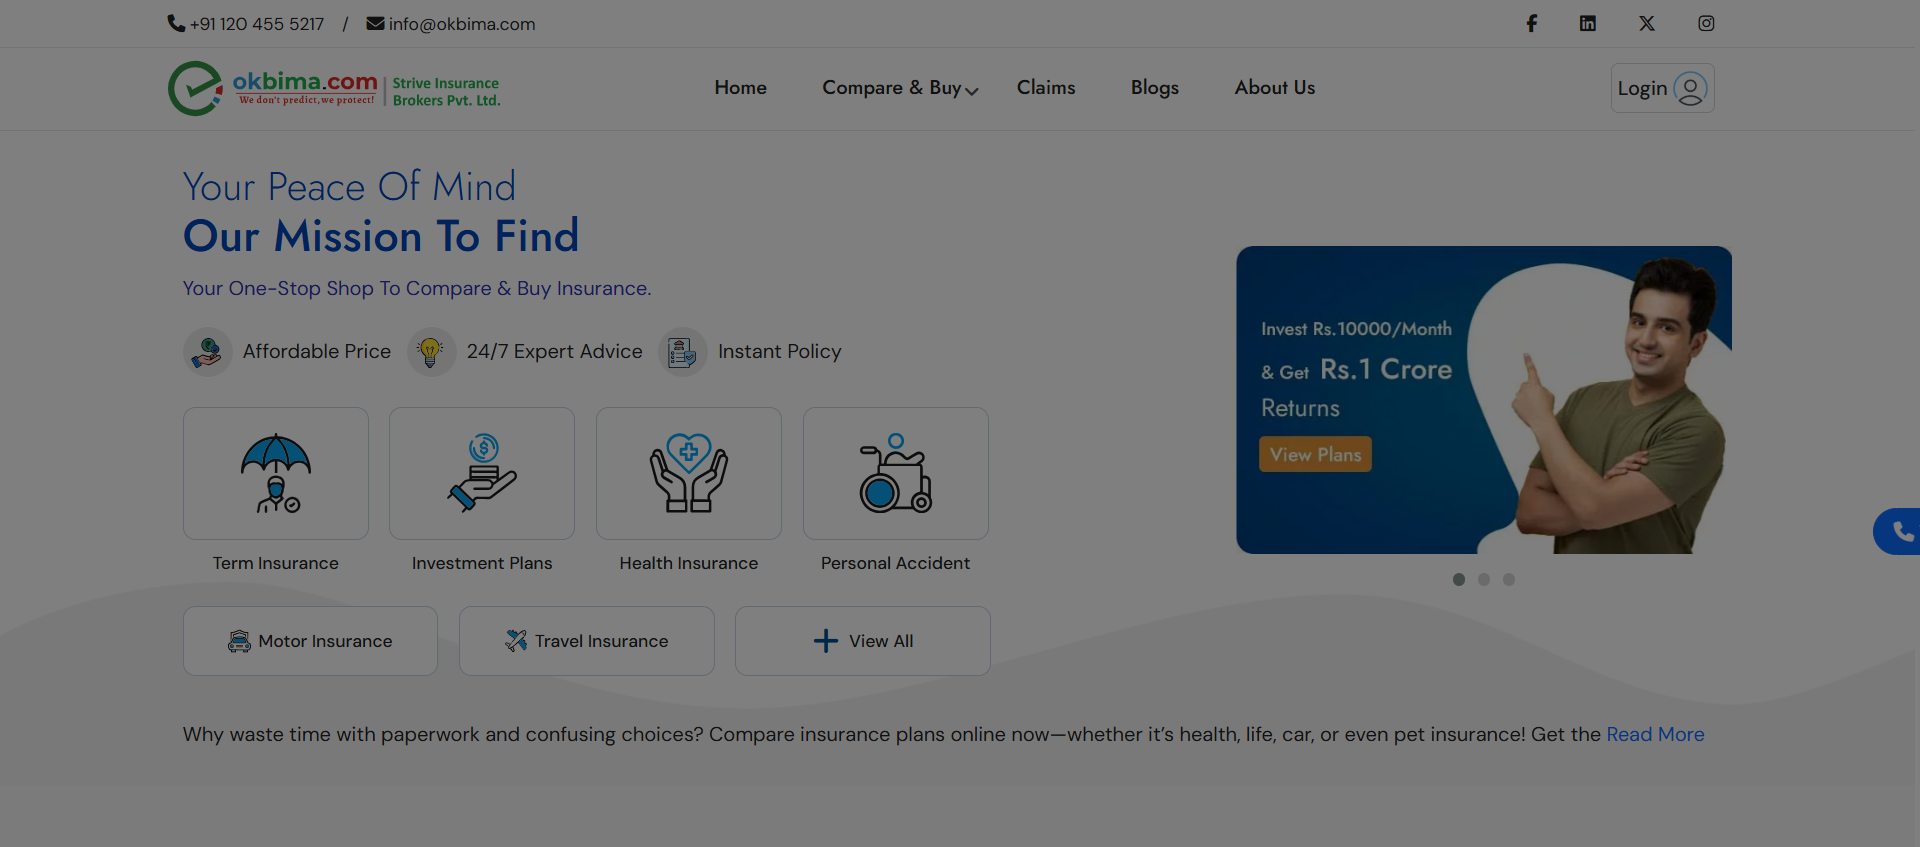 +91 120 455 5217 / info@okbima.com
okbima.com
We don't predict, we protect!
Strive Insurance
Brokers Pvt. Ltd.
Home Compare & Buy Claims Blogs About Us
Login
Your Peace Of Mind
Our Mission To Find
Your One-Stop Shop To Compare & Buy Insurance.
Affordable Price 24/7 Expert Advice Instant Policy
Term Insurance Investment Plans Health Insurance Personal Accident
Motor Insurance Travel Insurance View All
Invest Rs.10000/Month
& Get Rs.1 Crore
Returns
View Plans
Why waste time with paperwork and confusing choices? Compare insurance plans online now—whether it’s health, life, car, or even pet insurance! Get the Read More